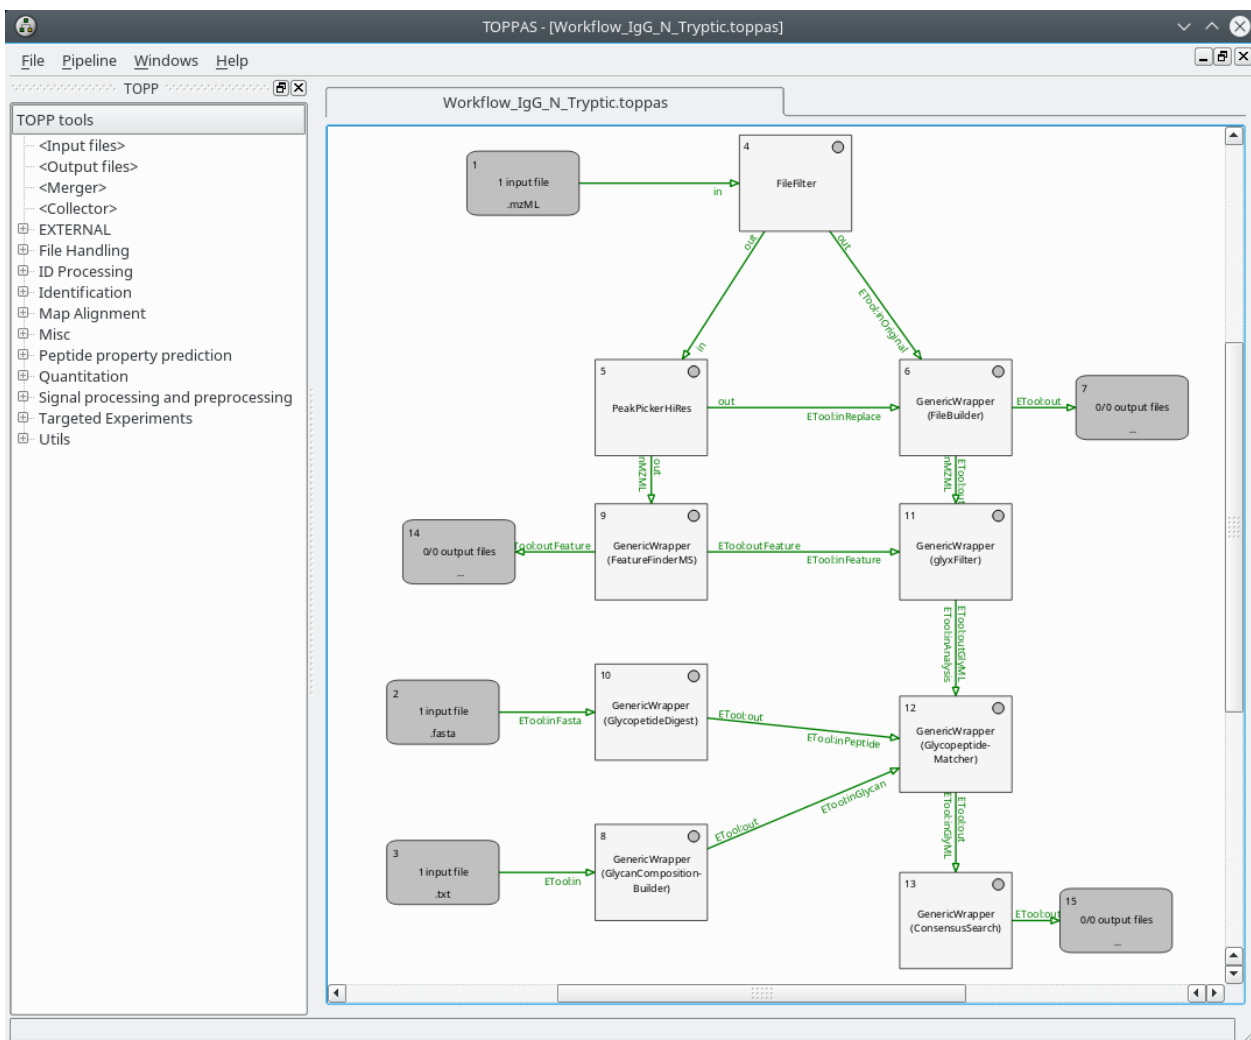 TOPPAS - [Workflow_IgG_N_Tryptic.toppas]
File Pipeline Windows Help
TOPP
TOPP tools
<Input files>
<Output files>
<Merger>
<Collector>
EXTERNAL
File Handling
ID Processing
Identification
Map Alignment
Misc
Peptide property prediction
Quantitation
Signal processing and preprocessing
Targeted Experiments
Utils
Workflow_IgG_N_Tryptic.toppas
1
1 input file
.mzML
in
4
FileFilter
out
out
in
ETool:inOriginal
5
PeakPickerHiRes
out
ETool:inReplace
6
GenericWrapper
(FileBuilder)
ETool:out
7
0/0 output files
...
out
nMZML
ETool:out
nMZML
14
0/0 output files
...
Tool:outFeature
9
GenericWrapper
(FeatureFinderMS)
ETool:outFeature
ETool:inFeature
11
GenericWrapper
(glyxFilter)
ETool:outGlyML
ETool:inAnalysis
2
1 input file
.fasta
ETool:inFasta
10
GenericWrapper
(GlycopetideDigest)
ETool:out
ETool:inPeptide
12
GenericWrapper
(Glycopeptide-
Matcher)
3
1 input file
.txt
ETool:in
8
GenericWrapper
(GlycanComposition-
Builder)
ETool:out
ETool:inGlycan
ETool:out
ETool:inGlyML
13
GenericWrapper
(ConsensusSearch)
ETool:out
15
0/0 output files
...